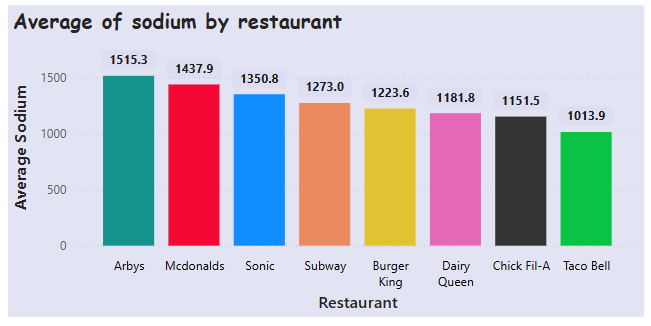 Average of sodium by restaurant
Average Sodium
1500
1000
500
0
1515.3
1437.9
1350.8
1273.0
1223.6
1181.8
1151.5
1013.9
Arbys
Mcdonalds
Sonic
Subway
Burger
King
Dairy
Queen
Chick Fil-A
Taco Bell
Restaurant